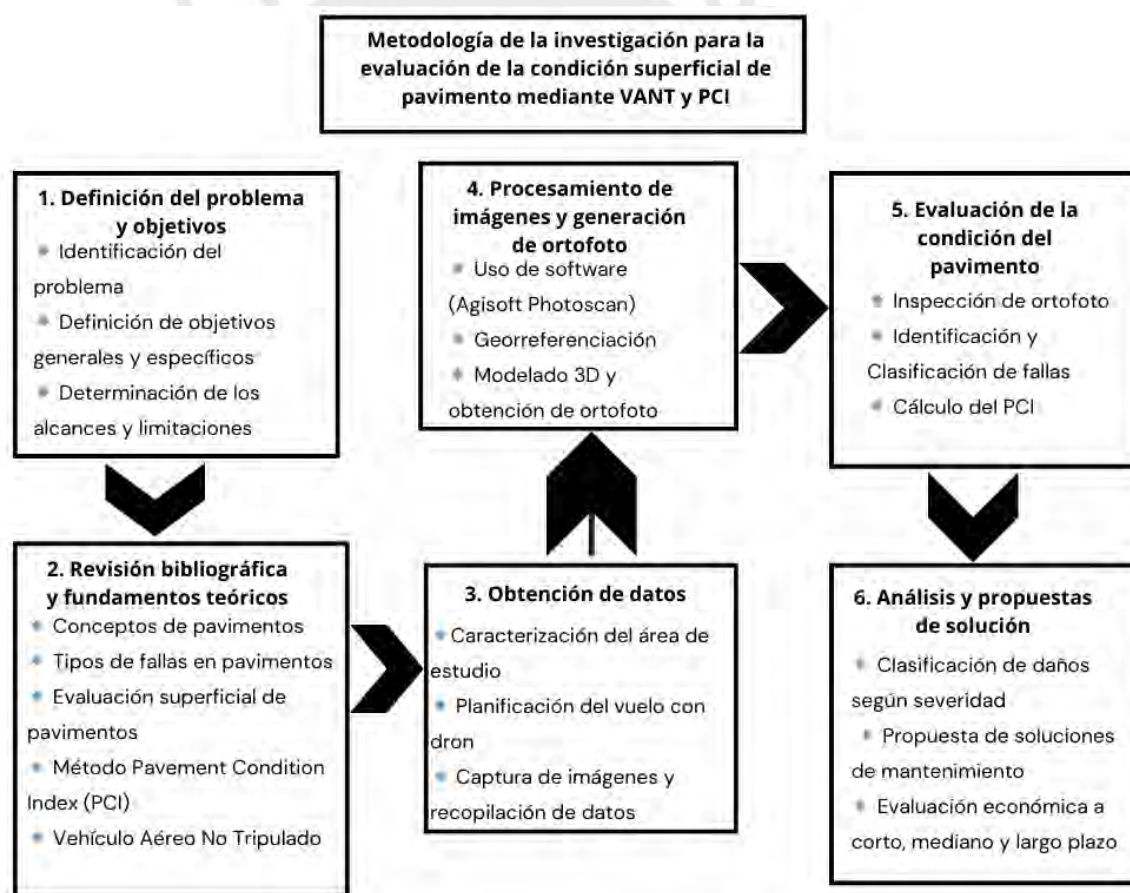 Metodología de la investigación para la
evaluación de la condición superficial de
pavimento mediante VANT y PCI
1. Definición del problema
y objetivos
Identificación del
problema
Definición de objetivos
generales y específicos
Determinación de los
alcances y limitaciones
2. Revisión bibliográfica
y fundamentos teóricos
Conceptos de pavimentos
Tipos de fallas en pavimentos
Evaluación superficial de
pavimentos
Método Pavement Condition
Index (PCI)
Vehículo Aéreo No Tripulado
3. Obtención de datos
Caracterización del área de
estudio
Planificación del vuelo con
dron
Captura de imágenes y
recopilación de datos
4. Procesamiento de
imágenes y generación
de ortofoto
Uso de software
(Agisoft Photoscan)
Georreferenciación
Modelado 3D y
obtención de ortofoto
5. Evaluación de la
condición del
pavimento
Inspección de ortofoto
Identificación y
Clasificación de fallas
Cálculo del PCI
6. Análisis y propuestas
de solución
Clasificación de daños
según severidad
Propuesta de soluciones
de mantenimiento
Evaluación económica a
corto, mediano y largo plazo